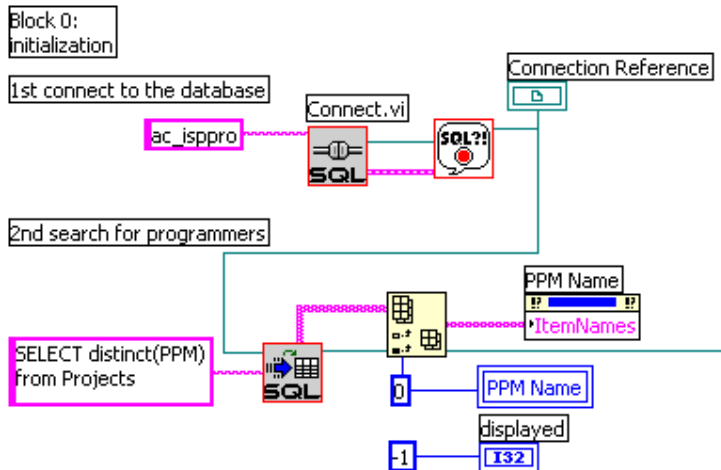 Block 0:
initialization
Connection Reference
1st connect to the database
Connect.vi
ac_isppro
SQL
SQL?!
2nd search for programmers
PPM Name
!? !?
ItemNames
SELECT distinct(PPM)
from Projects
SQL
0
PPM Name
displayed
-1
I32